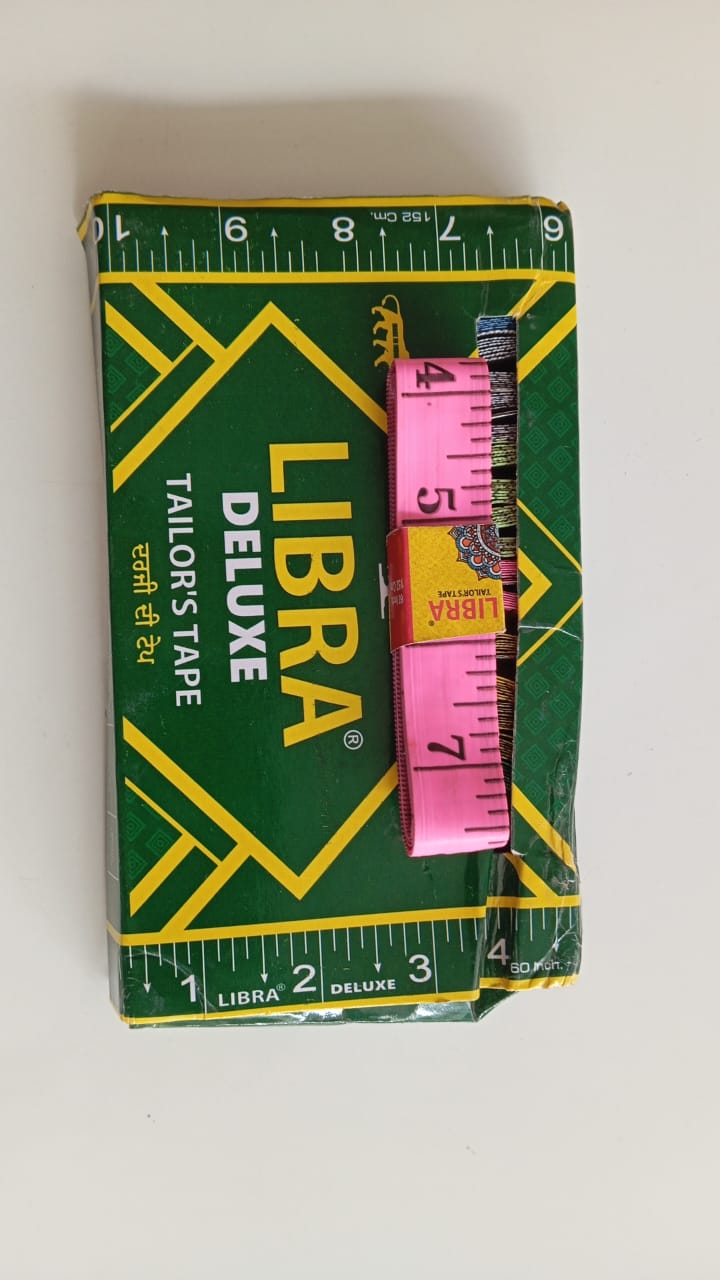 10 9 8 152 Cm. 7 6
LIBRA®
DELUXE
TAILOR'S TAPE
टेलर्स टेप
4
5
LIBRA®
TAILOR'S TAPE
7
1 LIBRA® 2 DELUXE 3 4 60 Inch.